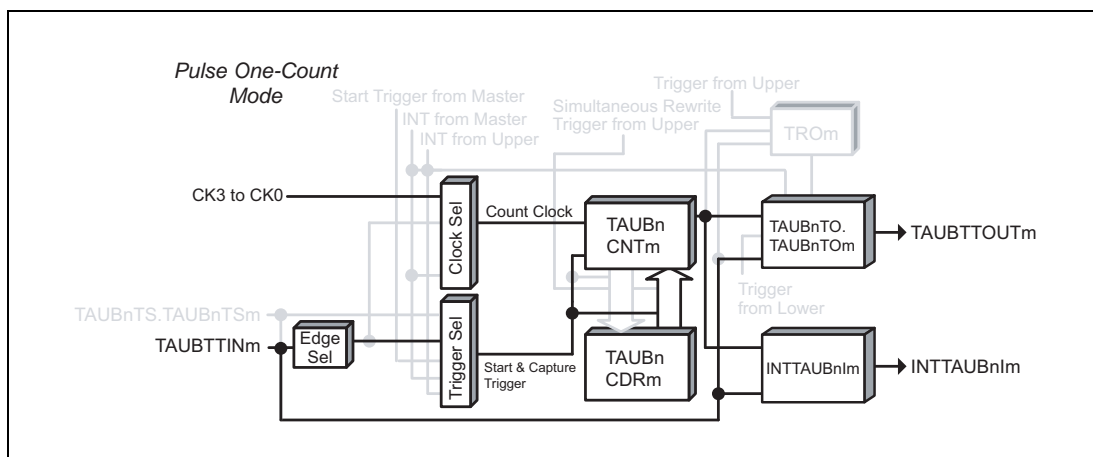 Pulse One-Count
Mode
Start Trigger from Master
INT from Master
INT from Upper
Simultaneous Rewrite
Trigger from Upper
Trigger from Upper
TROm
CK3 to CK0
Clock Sel
Count Clock
TAUBn
CNTm
TAUBnTO.
TAUBnTOm
TAUBTTOUTm
Trigger
from Lower
TAUBnTS.TAUBnTSm
TAUBTTINm
Edge
Sel
Trigger Sel
Start & Capture
Trigger
TAUBn
CDRm
INTTAUBnIm
INTTAUBnIm